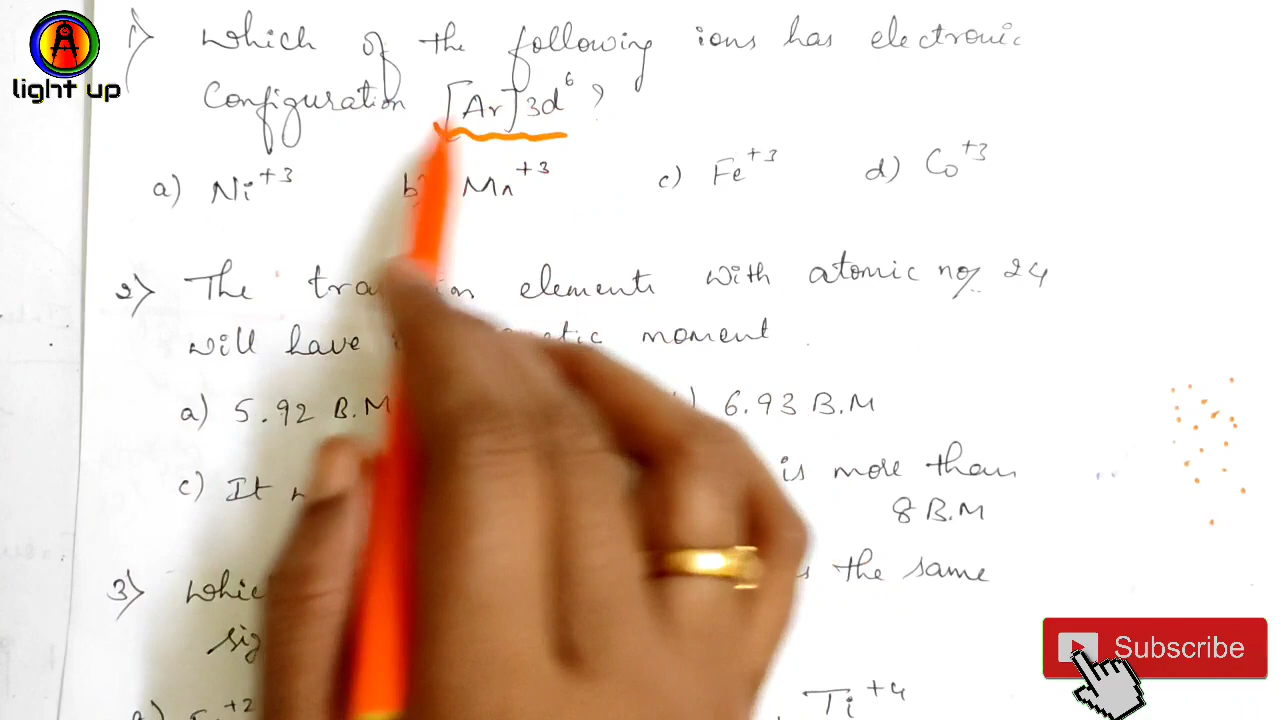 light up
1) Which of the following ions has electronic
Configuration [Ar] 3d⁶ ?
a) Ni⁺³ b) Mn⁺³ c) Fe⁺³ d) Co⁺³
2) The elements with atomic no% 24
will have moment
a) 5.92 B.M 6.93 B.M
c) It is more than
8 B.M
3) the same
Ti⁺⁴
Subscribe